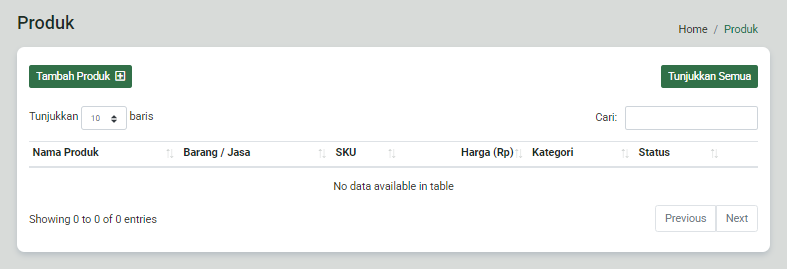 Produk
Home / Produk
Tambah Produk
Tunjukkan Semua
Tunjukkan 10 baris
Cari:
Nama Produk Barang / Jasa SKU Harga (Rp) Kategori Status
No data available in table
Showing 0 to 0 of 0 entries
Previous Next